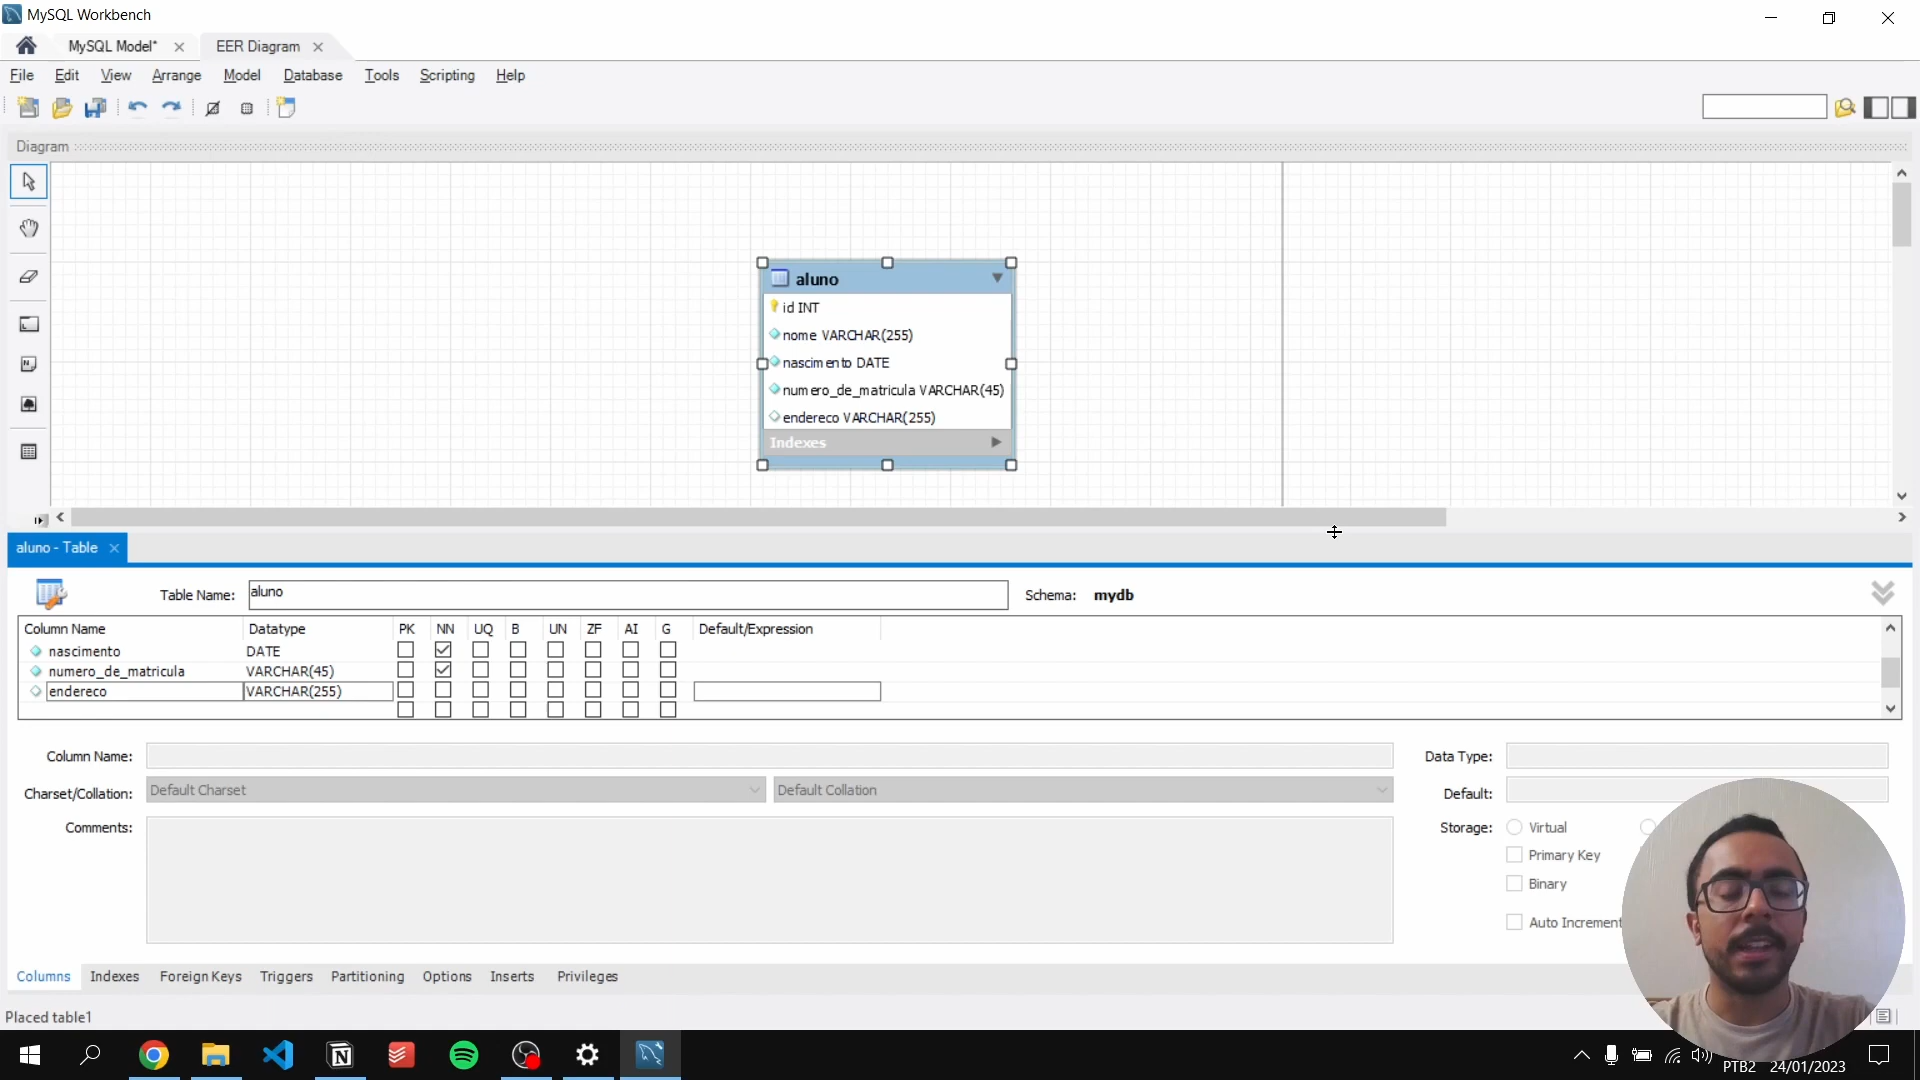 MySQL Workbench
MySQL Model* EER Diagram
File Edit View Arrange Model Database Tools Scripting Help
Diagram
aluno
id INT
nome VARCHAR(255)
nascimento DATE
numero_de_matricula VARCHAR(45)
endereco VARCHAR(255)
Indexes
aluno - Table
Table Name: aluno Schema: mydb
Column Name Datatype PK NN UQ B UN ZF AI G Default/Expression
nascimento DATE
numero_de_matricula VARCHAR(45)
endereco VARCHAR(255)
Column Name: Data Type:
Charset/Collation: Default Charset Default Collation Default:
Comments: Storage: Virtual
Primary Key
Binary
Auto Increment
Columns Indexes Foreign Keys Triggers Partitioning Options Inserts Privileges
Placed table1
PTB2 24/01/2023